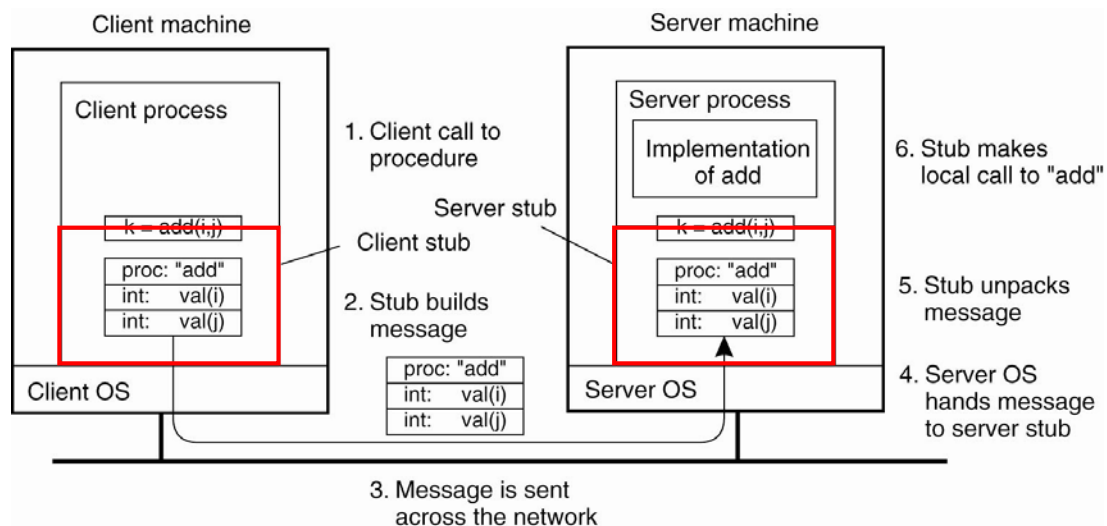 Client machine
Server machine
Client process
1. Client call to
procedure
Server process
Implementation
of add
6. Stub makes
local call to "add"
Server stub
k = add(i,j)
Client stub
k = add(i,j)
proc: "add"
int: val(i)
int: val(j)
2. Stub builds
message
proc: "add"
int: val(i)
int: val(j)
5. Stub unpacks
message
proc: "add"
int: val(i)
int: val(j)
Client OS
Server OS
4. Server OS
hands message
to server stub
3. Message is sent
across the network